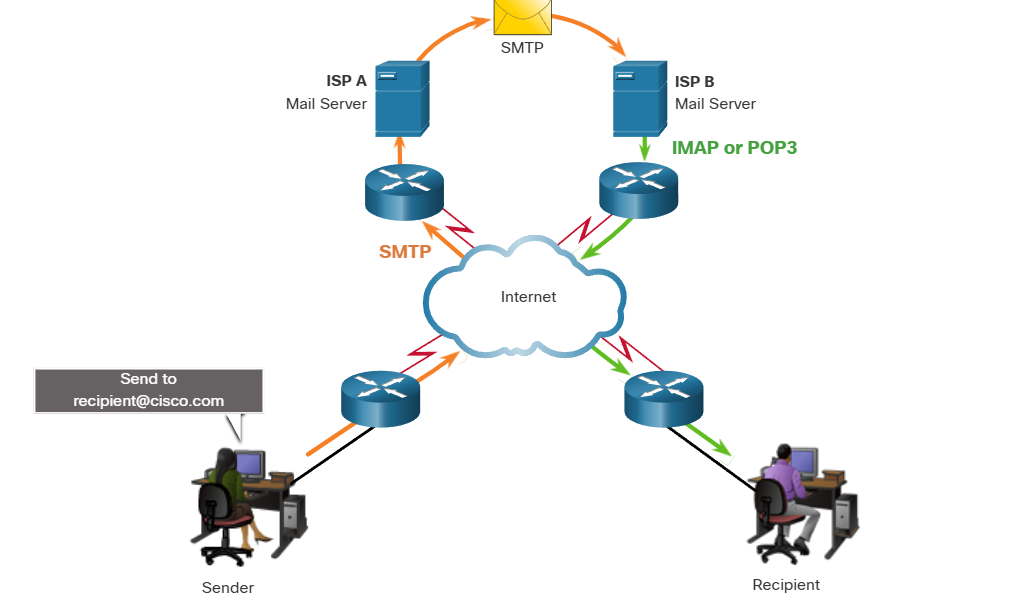 SMTP
ISP A
Mail Server
ISP B
Mail Server
IMAP or POP3
SMTP
Internet
Send to
recipient@cisco.com
Sender
Recipient